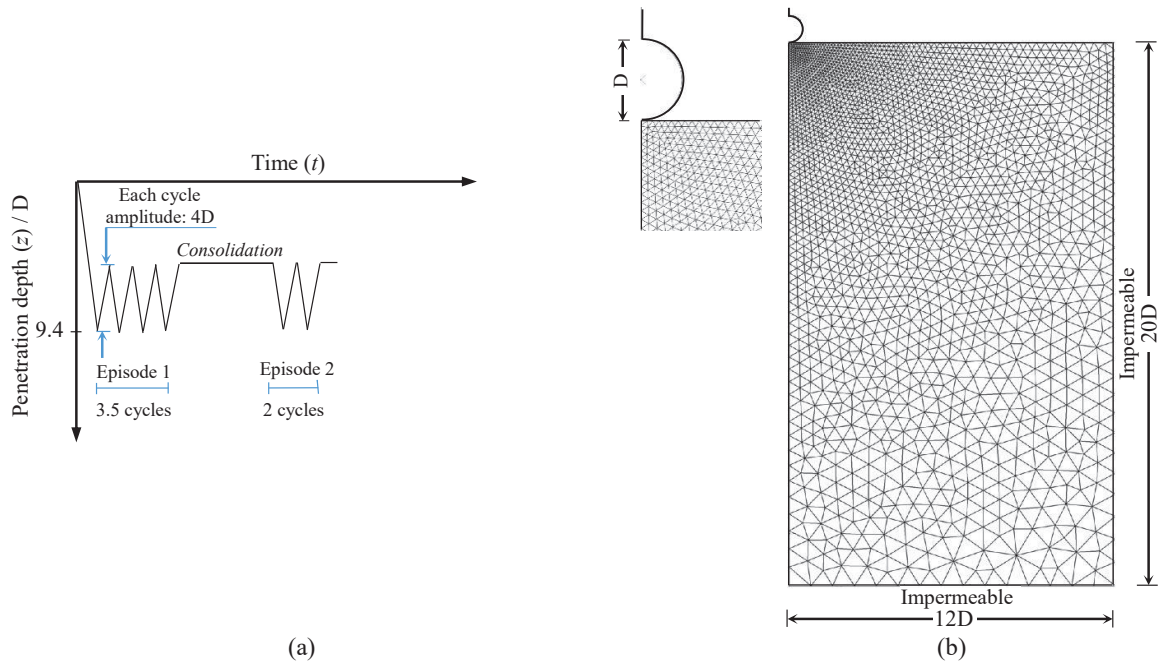 Time (t)
Each cycle
amplitude: 4D
Consolidation
Penetration depth (z) / D
9.4
Episode 1
Episode 2
3.5 cycles
2 cycles
(a)
D
Impermeable
20D
Impermeable
12D
(b)